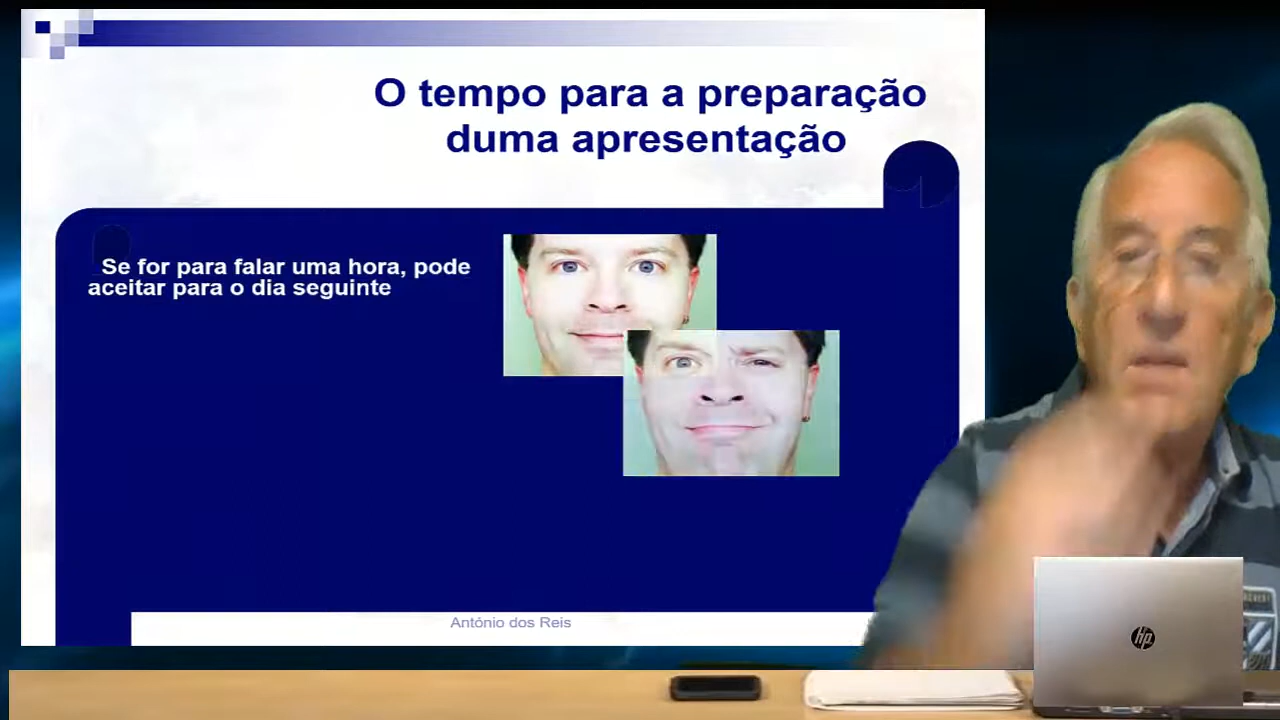 O tempo para a preparação
duma apresentação
Se for para falar uma hora, pode
aceitar para o dia seguinte
António dos Reis
hp